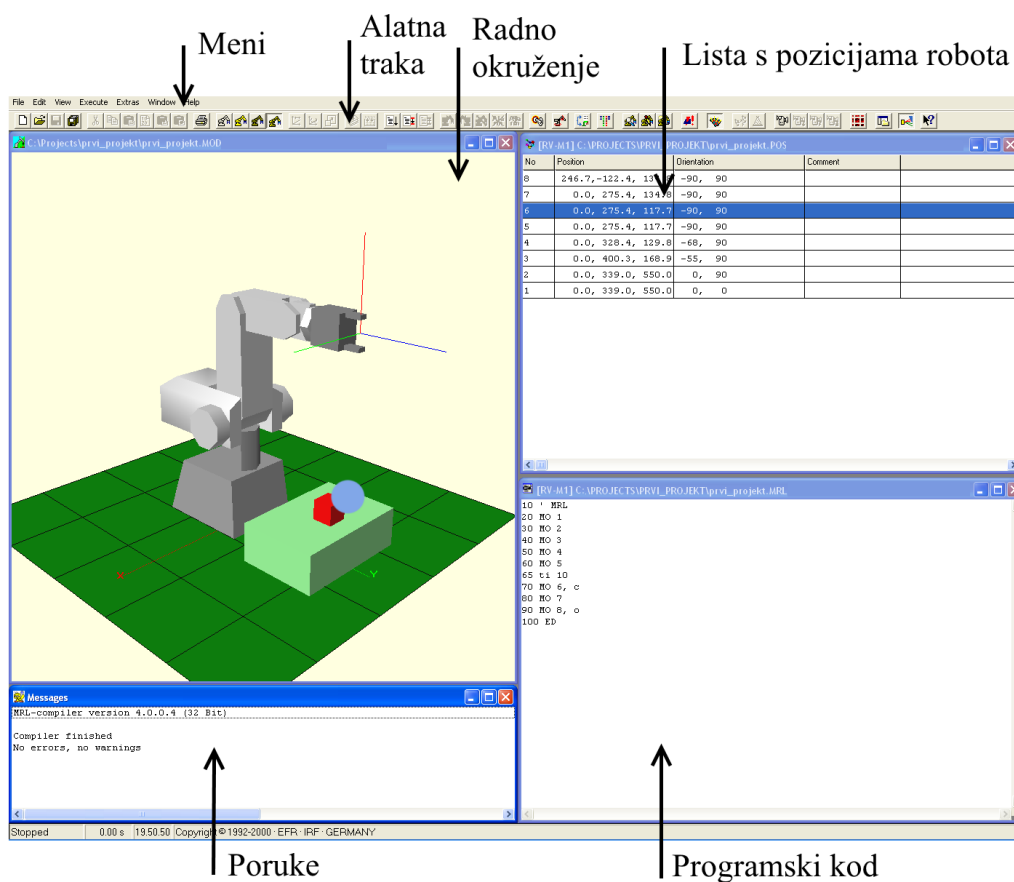 Meni
Alatna
traka
Radno
okruženje
Lista s pozicijama robota
File Edit View Execute Extras Window Help
C:\Projects\prvi_projekt\prvi_projekt.MOD
[RV-M1] C:\PROJECTS\PRVI_PROJEKT\prvi_projekt.POS
No Position Orientation Comment
8 246.7,-122.4, -90, 90
7 0.0, 275.4, 134.8 -90, 90
6 0.0, 275.4, 117.7 -90, 90
5 0.0, 275.4, 117.7 -90, 90
4 0.0, 328.4, 129.8 -68, 90
3 0.0, 400.3, 168.9 -55, 90
2 0.0, 339.0, 550.0 0, 90
1 0.0, 339.0, 550.0 0, 0
X
Y
[RV-M1] C:\PROJECTS\PRVI_PROJEKT\prvi_projekt.MRL
10 ' MRL
20 MO 1
30 MO 2
40 MO 3
50 MO 4
60 MO 5
65 ti 10
70 MO 6, c
80 MO 7
90 MO 8, o
100 ED
Messages
MRL-compiler version 4.0.0.4 (32 Bit)
Compiler finished
No errors, no warnings
Stopped 0.00 s 19.50.50 Copyright © 1992-2000 · EFR · IRF · GERMANY
Poruke
Programski kod